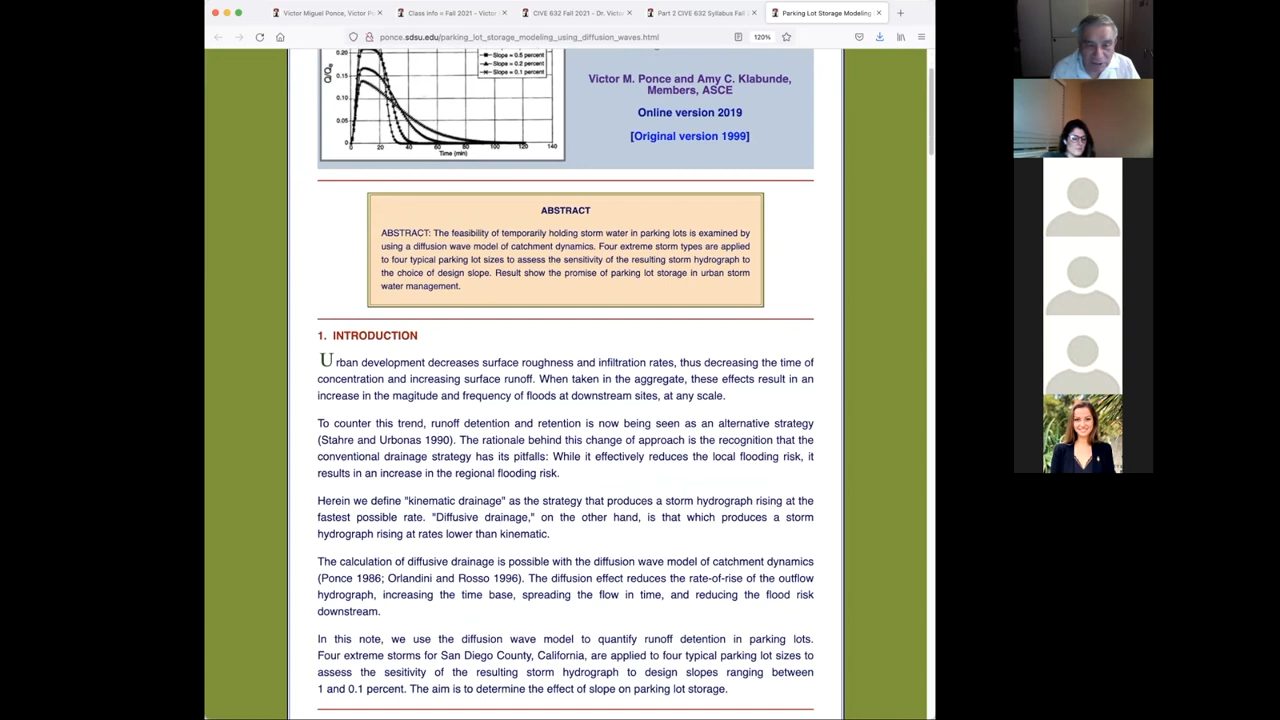 Victor Miguel Ponce, Victor P
Class info = Fall 2021 - Victor
CIVE 632 Fall 2021 - Dr. Victor
Part 2 CIVE 632 Syllabus Fall
Parking Lot Storage Modeling
ponce.sdsu.edu/parking_lot_storage_modeling_using_diffusion_waves.html
120%
Q/Q
0.20
0.15
0.10
0.05
0
0 20 40 60 80 100 120 140
Time (min)
Slope = 0.5 percent
Slope = 0.2 percent
Slope = 0.1 percent
Victor M. Ponce and Amy C. Klabunde,
Members, ASCE
Online version 2019
[Original version 1999]
ABSTRACT
ABSTRACT: The feasibility of temporarily holding storm water in parking lots is examined by
using a diffusion wave model of catchment dynamics. Four extreme storm types are applied
to four typical parking lot sizes to assess the sensitivity of the resulting storm hydrograph to
the choice of design slope. Result show the promise of parking lot storage in urban storm
water management.
1. INTRODUCTION
Urban development decreases surface roughness and infiltration rates, thus decreasing the time of
concentration and increasing surface runoff. When taken in the aggregate, these effects result in an
increase in the magitude and frequency of floods at downstream sites, at any scale.
To counter this trend, runoff detention and retention is now being seen as an alternative strategy
(Stahre and Urbonas 1990). The rationale behind this change of approach is the recognition that the
conventional drainage strategy has its pitfalls: While it effectively reduces the local flooding risk, it
results in an increase in the regional flooding risk.
Herein we define "kinematic drainage" as the strategy that produces a storm hydrograph rising at the
fastest possible rate. "Diffusive drainage," on the other hand, is that which produces a storm
hydrograph rising at rates lower than kinematic.
The calculation of diffusive drainage is possible with the diffusion wave model of catchment dynamics
(Ponce 1986; Orlandini and Rosso 1996). The diffusion effect reduces the rate-of-rise of the outflow
hydrograph, increasing the time base, spreading the flow in time, and reducing the flood risk
downstream.
In this note, we use the diffusion wave model to quantify runoff detention in parking lots.
Four extreme storms for San Diego County, California, are applied to four typical parking lot sizes to
assess the sesitivity of the resulting storm hydrograph to design slopes ranging between
1 and 0.1 percent. The aim is to determine the effect of slope on parking lot storage.